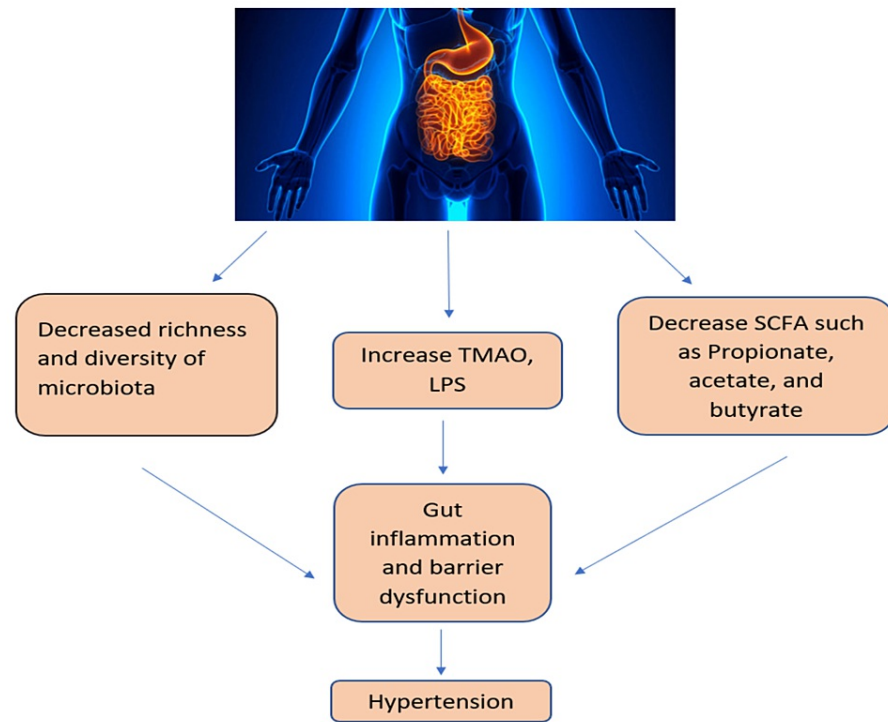 Decreased richness
and diversity of
microbiota
Increase TMAO,
LPS
Decrease SCFA such
as Propionate,
acetate, and
butyrate
Gut
inflammation
and barrier
dysfunction
Hypertension